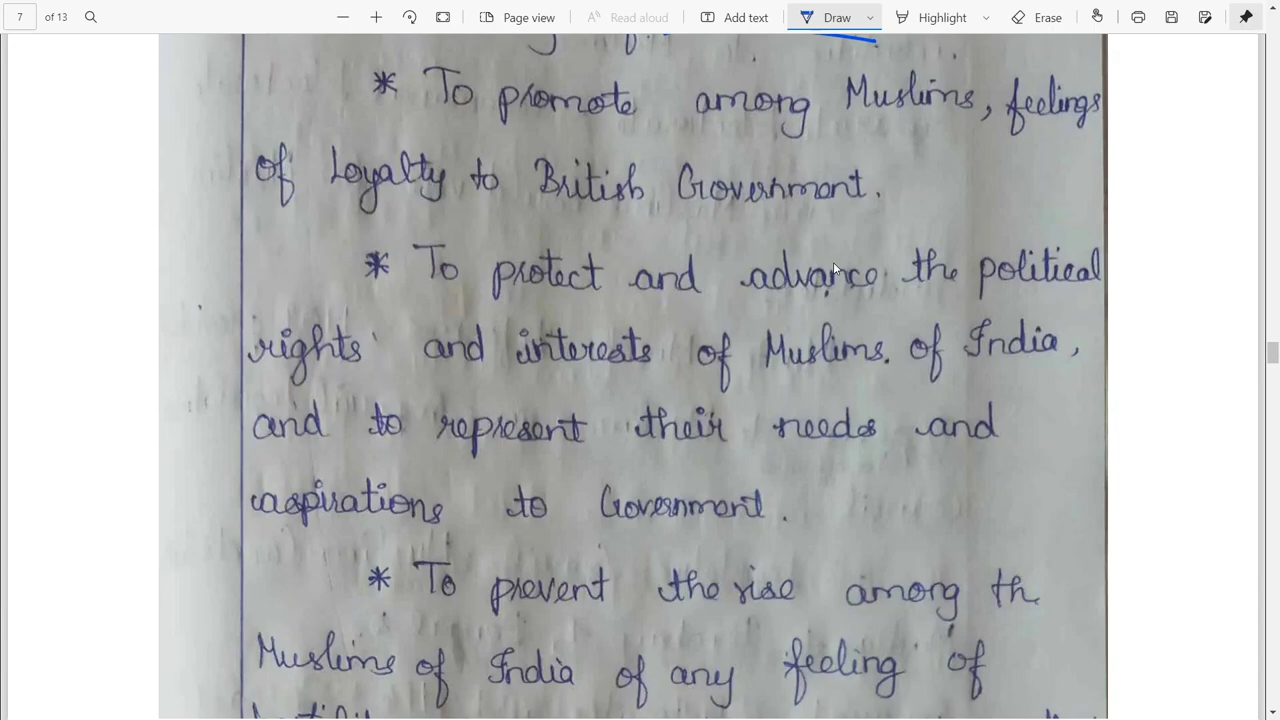 7 of 13 Page view Read aloud Add text Draw Highlight Erase
* To promote among Muslims, feelings
of Loyalty to British Government.
* To protect and advance the political
rights and interests of Muslims. of India,
and to represent their needs and
aspirations to Government.
* To prevent the rise among th
Muslims of India of any feeling of